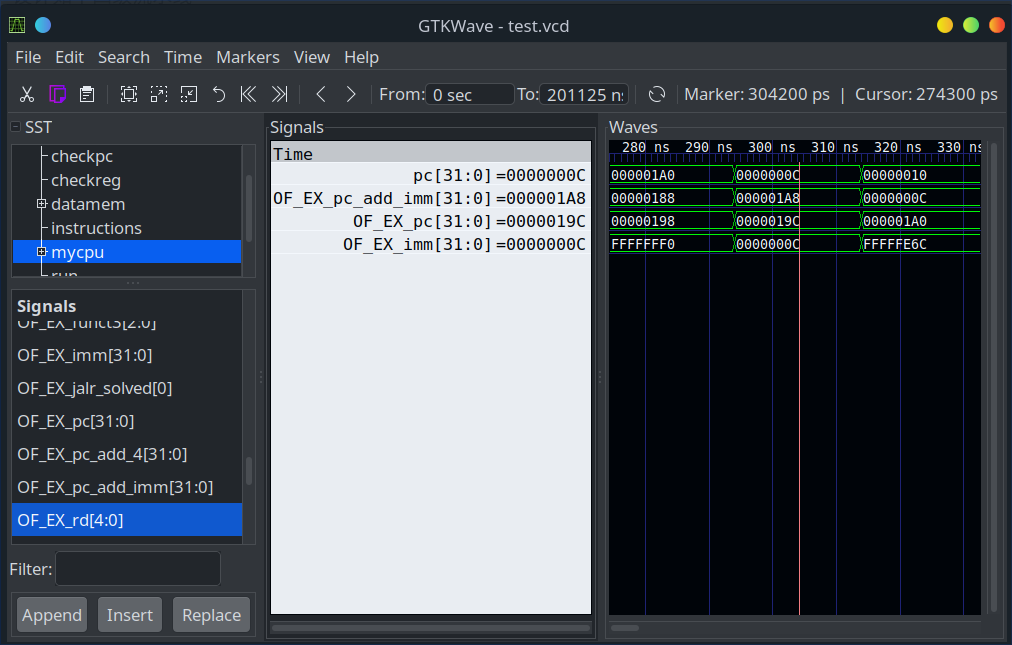 GTKWave - test.vcd
File Edit Search Time Markers View Help
From: 0 sec To: 201125 n Marker: 304200 ps | Cursor: 274300 ps
SST
checkpc
checkreg
datamem
instructions
mycpu
run
Signals
OF_EX_funct3[2:0]
OF_EX_imm[31:0]
OF_EX_jalr_solved[0]
OF_EX_pc[31:0]
OF_EX_pc_add_4[31:0]
OF_EX_pc_add_imm[31:0]
OF_EX_rd[4:0]
Filter:
Append Insert Replace
Signals
Time
pc[31:0]=0000000C
OF_EX_pc_add_imm[31:0]=000001A8
OF_EX_pc[31:0]=0000019C
OF_EX_imm[31:0]=0000000C
Waves
280 ns 290 ns 300 ns 310 ns 320 ns 330 ns
000001A0 0000000C 00000010
00000188 000001A8 0000000C
00000198 0000019C 000001A0
FFFFFFF0 0000000C FFFFFE6C